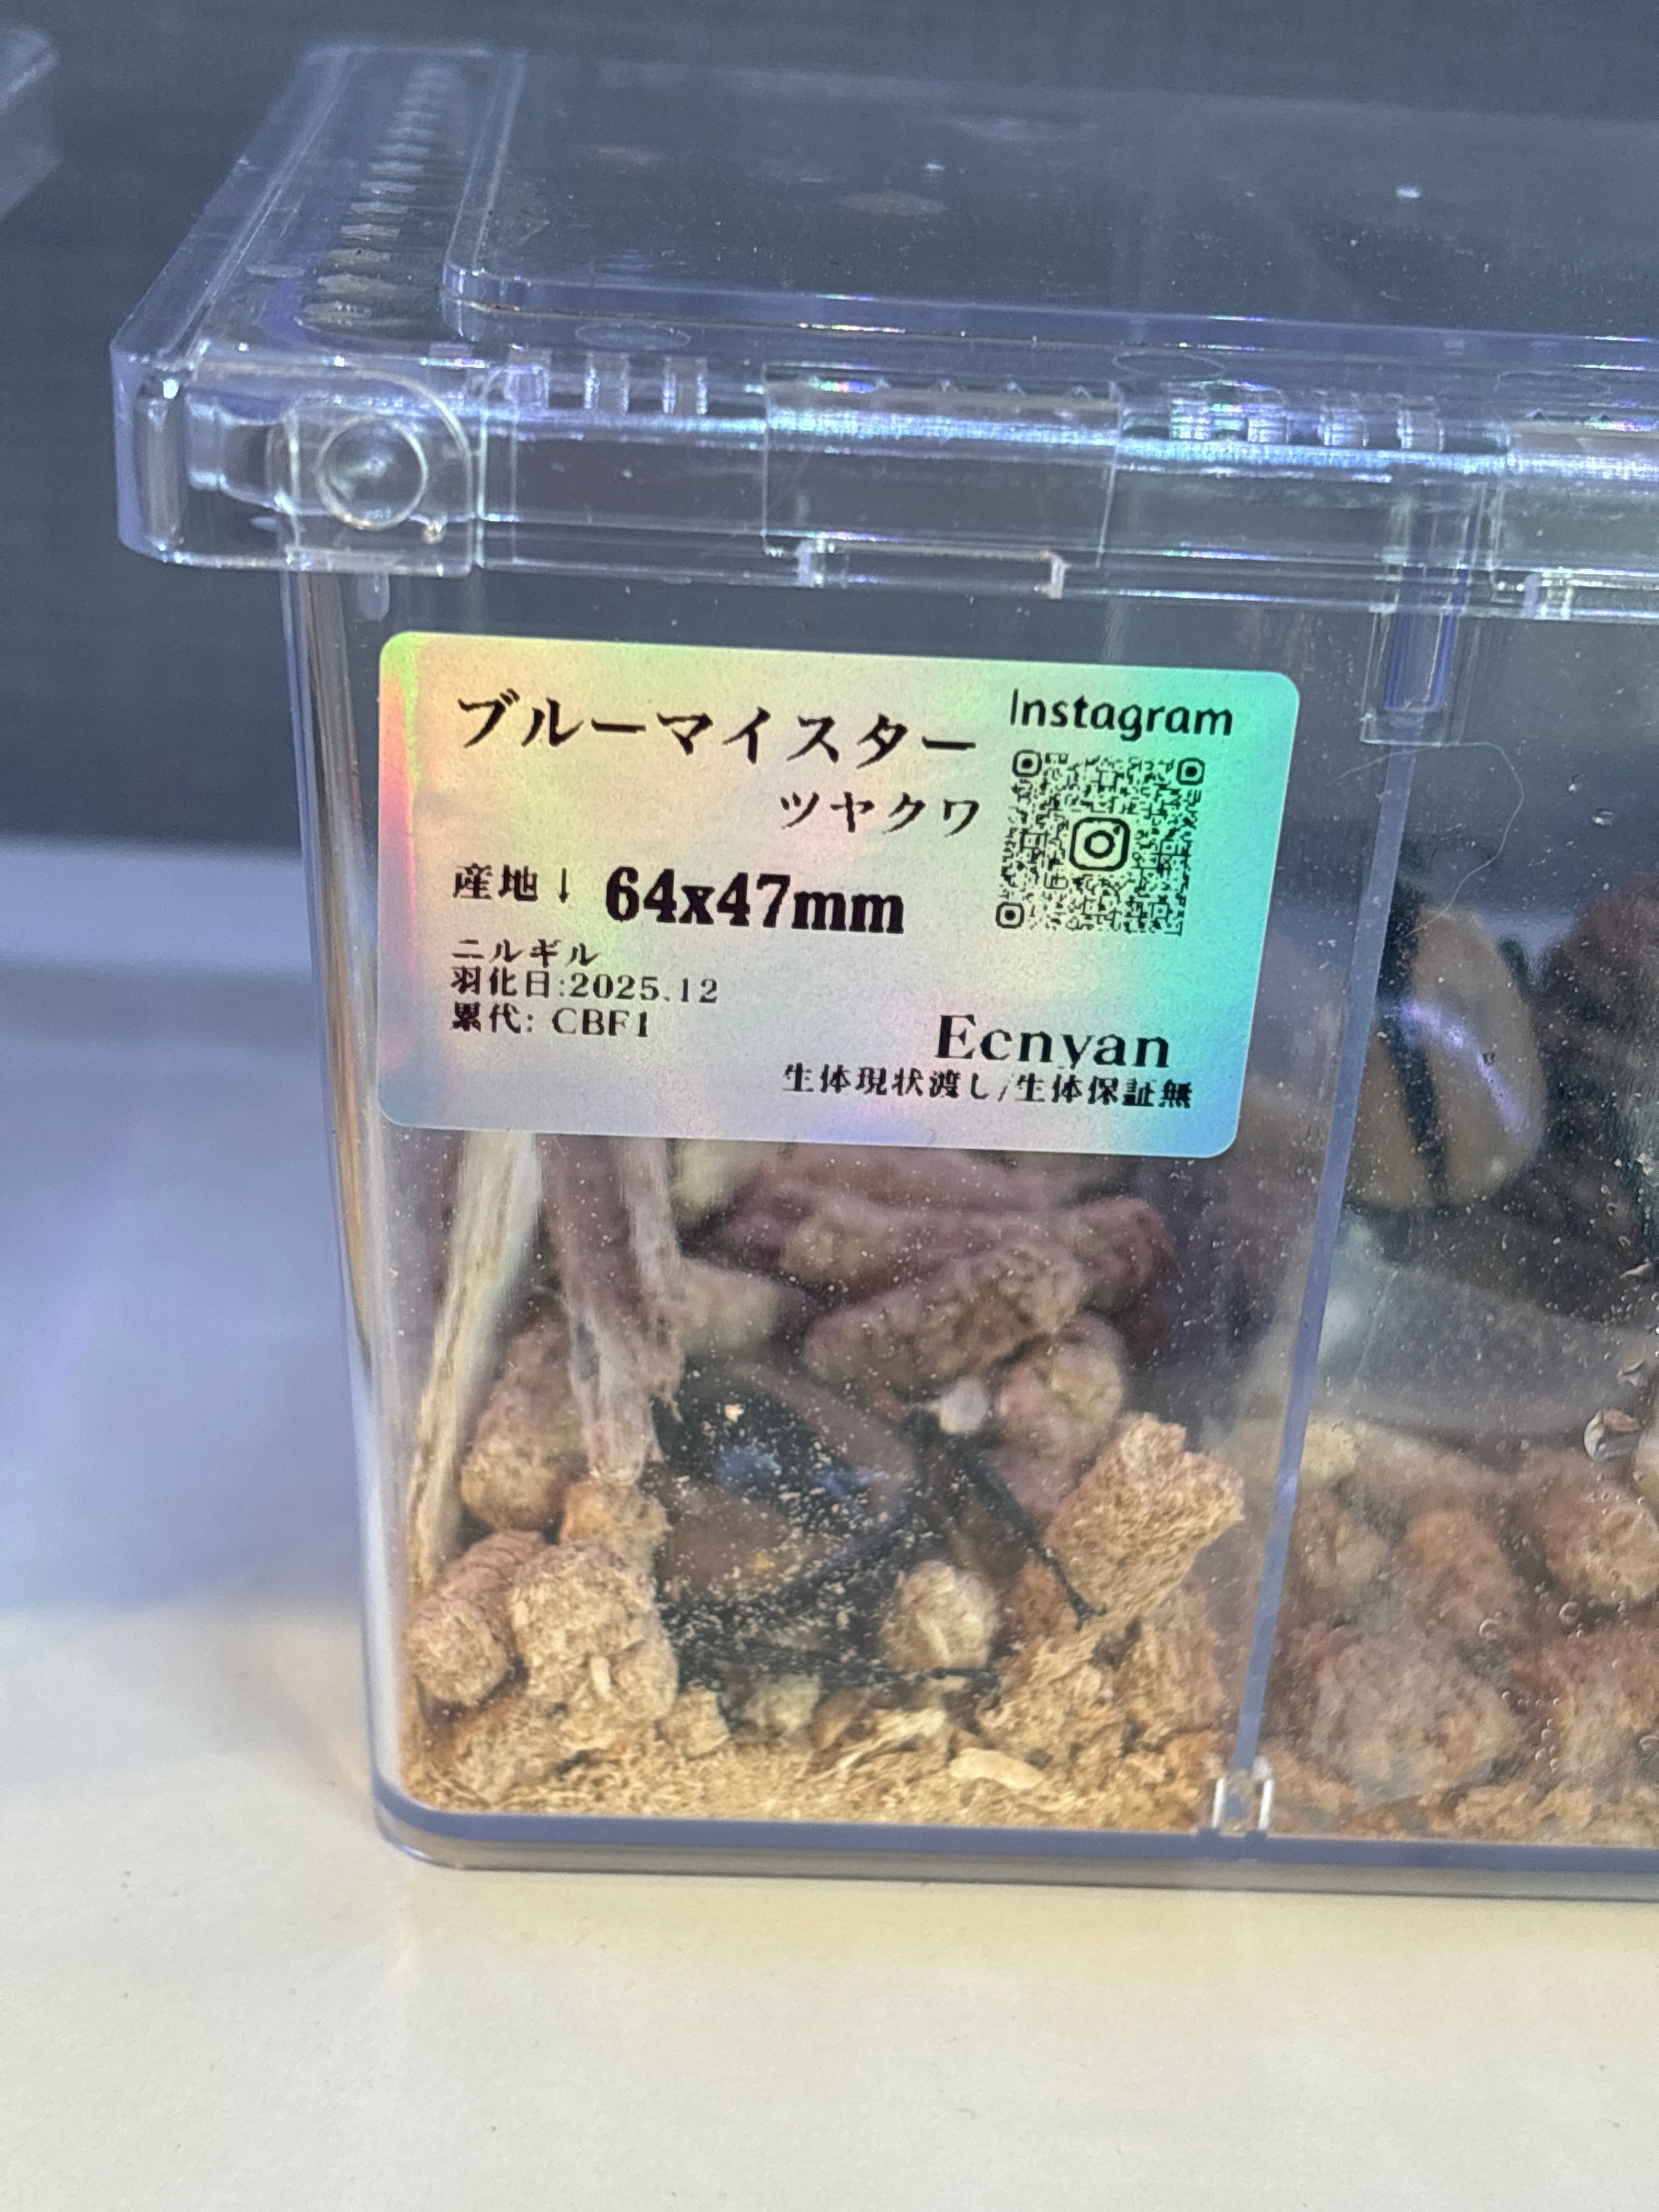 ブルーマイスター
ツヤクワ
Instagram
産地↓ 64x47mm
ニルギル
羽化日:2025.12
累代: CBF1
Ecnyan
生体現状渡し/生体保証無